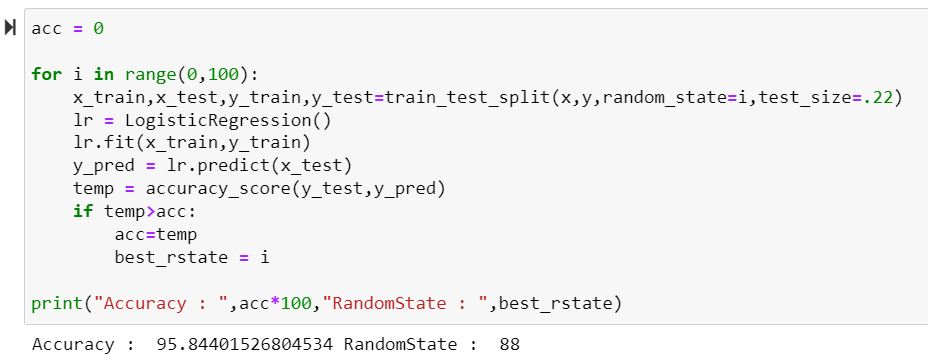 acc = 0
for i in range(0,100):
    x_train,x_test,y_train,y_test=train_test_split(x,y,random_state=i,test_size=.22)
    lr = LogisticRegression()
    lr.fit(x_train,y_train)
    y_pred = lr.predict(x_test)
    temp = accuracy_score(y_test,y_pred)
    if temp>acc:
        acc=temp
        best_rstate = i
print("Accuracy : ",acc*100,"RandomState : ",best_rstate)
Accuracy :  95.84401526804534 RandomState :  88